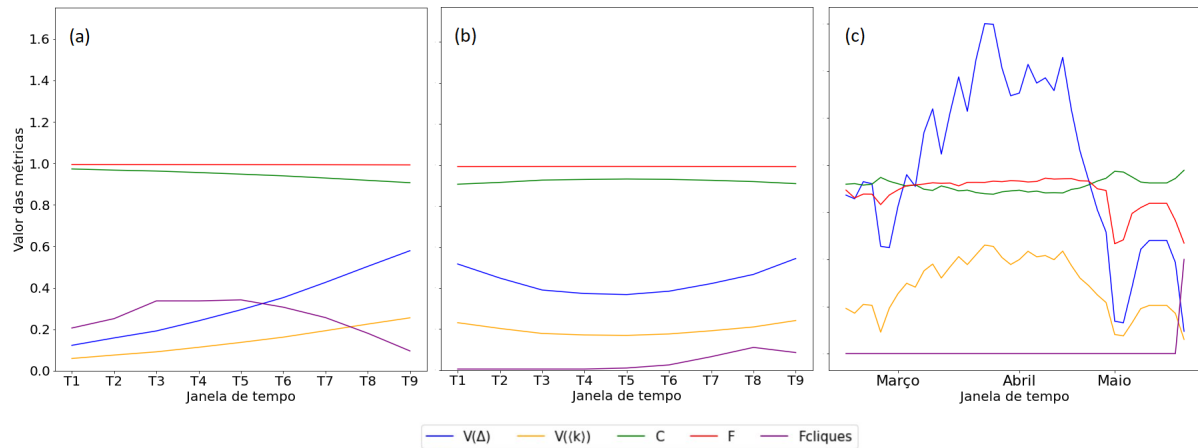 (a)
(b)
(c)
Valor das métricas
1.6
1.4
1.2
1.0
0.8
0.6
0.4
0.2
0.0
T1 T2 T3 T4 T5 T6 T7 T8 T9
T1 T2 T3 T4 T5 T6 T7 T8 T9
Março Abril Maio
Janela de tempo
Janela de tempo
Janela de tempo
V(Δ) V(⟨k⟩) C F Fcliques